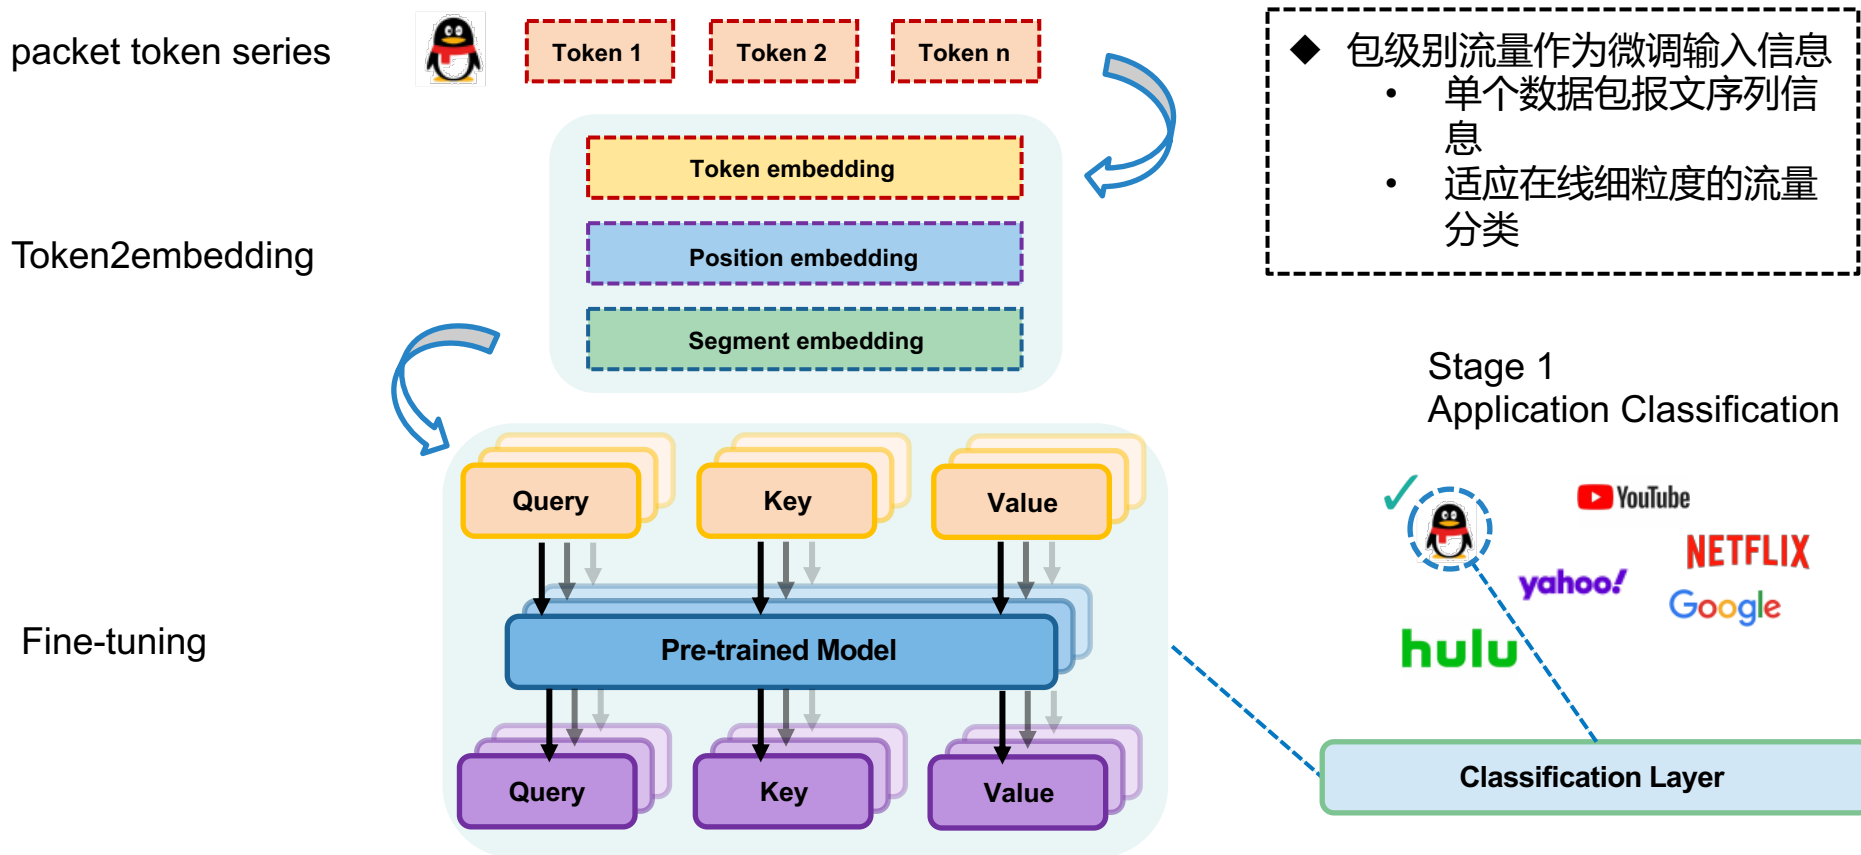 packet token series
Token 1
Token 2
Token n
◆ 包级别流量作为微调输入信息
• 单个数据包报文序列信
息
• 适应在线细粒度的流量
分类
Token embedding
Token2embedding
Position embedding
Segment embedding
Stage 1
Application Classification
Query
Key
Value
YouTube
NETFLIX
yahoo!
Google
hulu
Fine-tuning
Pre-trained Model
Query
Key
Value
Classification Layer